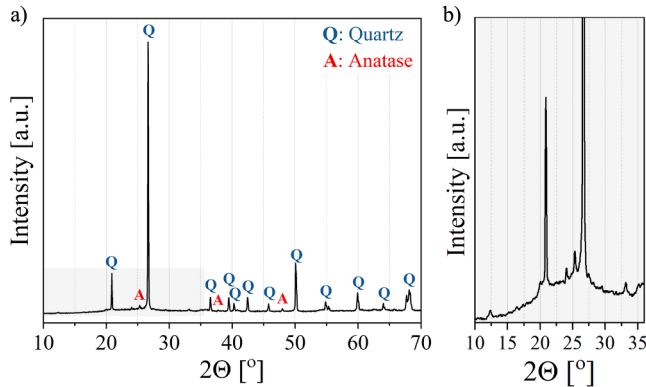 a)
Q
Q: Quartz
A: Anatase
Intensity [a.u.]
Q
A
Q
A
Q
Q
Q
Q
A
Q
Q
Q
Q
Q
10 20 30 40 50 60 70
2Θ [°]
b)
Intensity [a.u.]
10 15 20 25 30 35
2Θ [°]